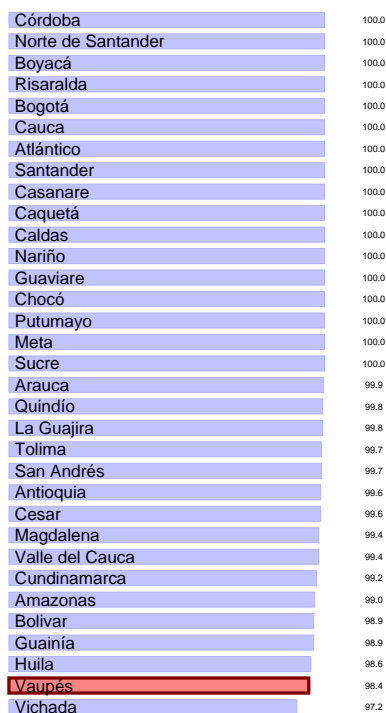 Córdoba 100.0
Norte de Santander 100.0
Boyacá 100.0
Risaralda 100.0
Bogotá 100.0
Cauca 100.0
Atlántico 100.0
Santander 100.0
Casanare 100.0
Caquetá 100.0
Caldas 100.0
Nariño 100.0
Guaviare 100.0
Chocó 100.0
Putumayo 100.0
Meta 100.0
Sucre 100.0
Arauca 99.9
Quindío 99.8
La Guajira 99.8
Tolima 99.7
San Andrés 99.7
Antioquia 99.6
Cesar 99.6
Magdalena 99.4
Valle del Cauca 99.4
Cundinamarca 99.2
Amazonas 99.0
Bolivar 98.9
Guainía 98.9
Huila 98.6
Vaupés 98.4
Vichada 97.2